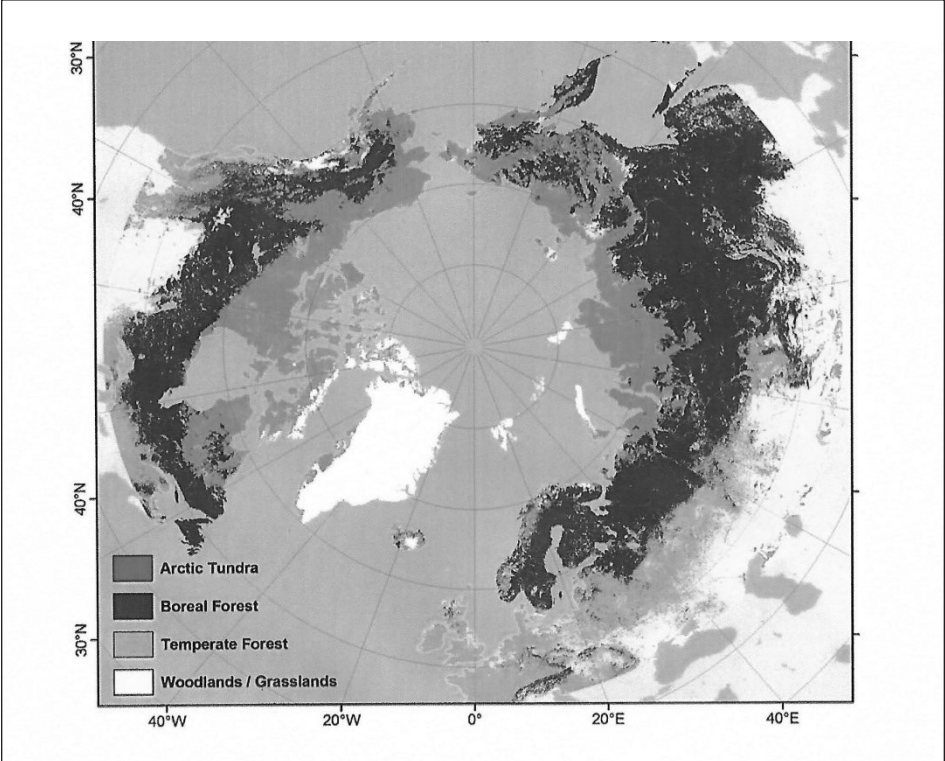 30°N
40°N
40°N
30°N
Arctic Tundra
Boreal Forest
Temperate Forest
Woodlands / Grasslands
40°W
20°W
0°
20°E
40°E